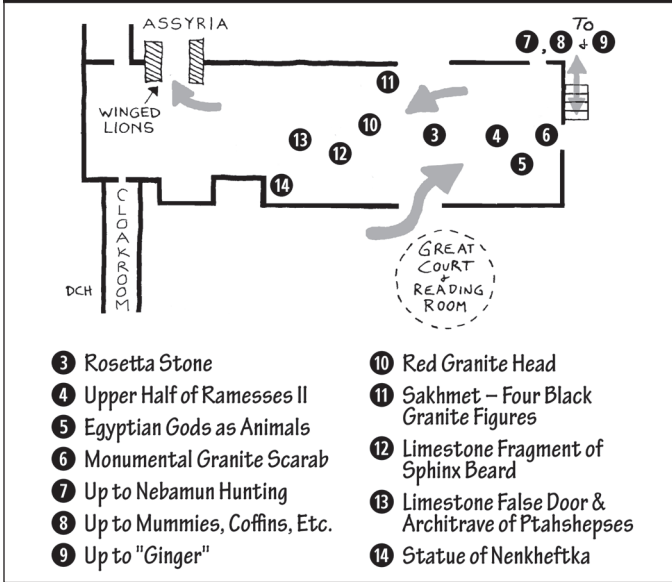 ASSYRIA
TO
7, 8 & 9
WINGED
LIONS
11
10
13
12
3
4
6
5
14
CLOAKROOM
DCH
GREAT
COURT
&
READING
ROOM
3 Rosetta Stone
4 Upper Half of Ramesses II
5 Egyptian Gods as Animals
6 Monumental Granite Scarab
7 Up to Nebamun Hunting
8 Up to Mummies, Coffins, Etc.
9 Up to "Ginger"
10 Red Granite Head
11 Sakhmet – Four Black
Granite Figures
12 Limestone Fragment of
Sphinx Beard
13 Limestone False Door &
Architrave of Ptahshepses
14 Statue of Nenkheftka